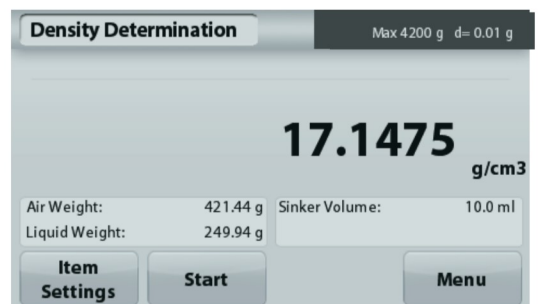 Density Determination
Max 4200 g d= 0.01 g
17.1475
g/cm3
Air Weight: 421.44 g
Liquid Weight: 249.94 g
Sinker Volume: 10.0 ml
Item Settings
Start
Menu